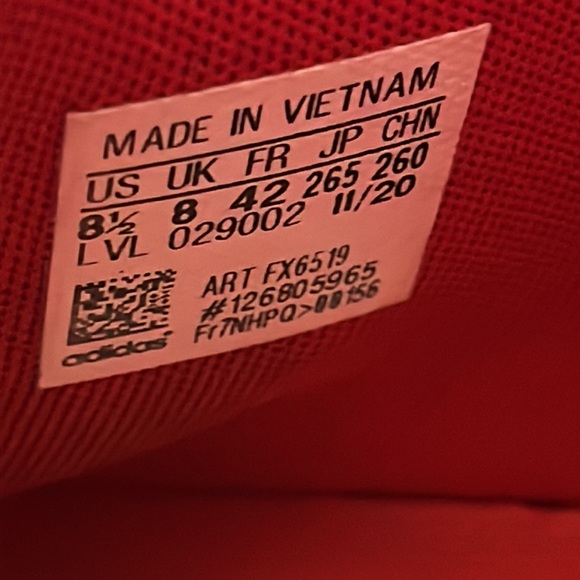 MADE IN VIETNAM
US UK FR JP CHN
8½ 8 42 265 260
LVL 029002 11/20
ART FX6519
#126805965
Fr7NHPQ>00156
adidas